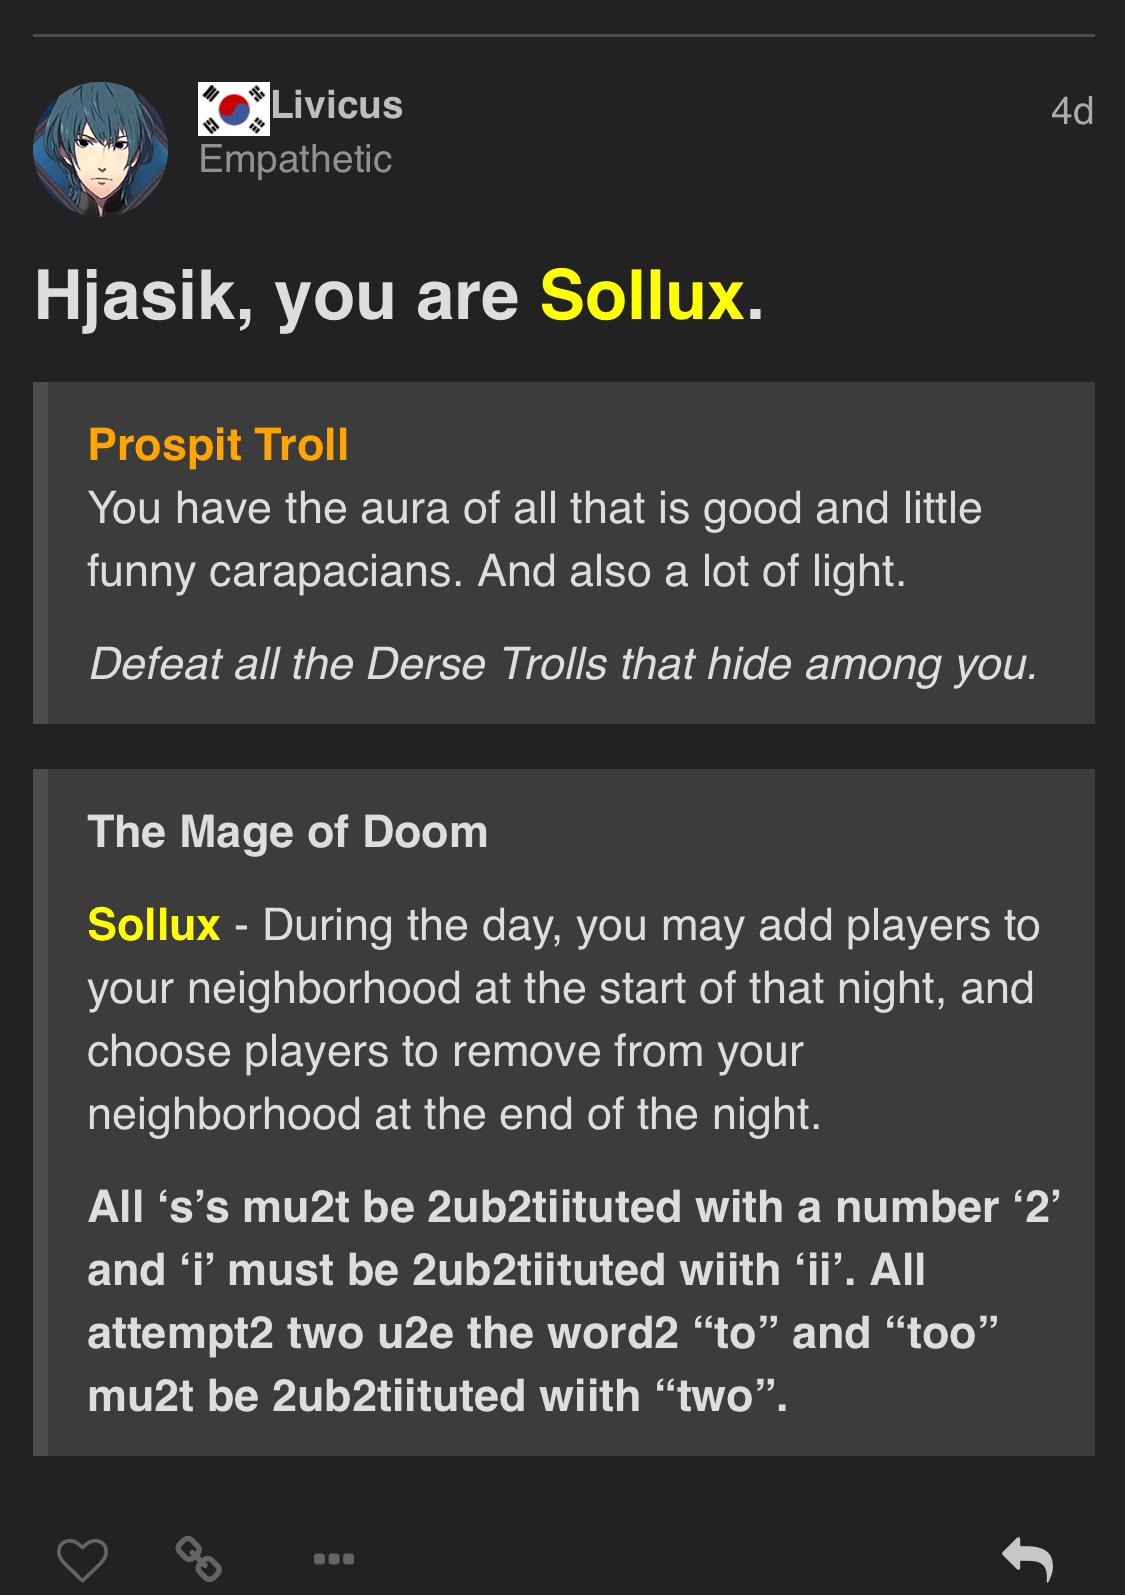 Livicus
4d
Empathetic
Hjasik, you are Sollux.
Prospit Troll
You have the aura of all that is good and little
funny carapacians. And also a lot of light.
Defeat all the Derse Trolls that hide among you.
The Mage of Doom
Sollux - During the day, you may add players to
your neighborhood at the start of that night, and
choose players to remove from your
neighborhood at the end of the night.
All ‘s’s mu2t be 2ub2tiituted with a number ‘2’
and ‘i’ must be 2ub2tiituted wiith ‘ii’. All
attempt2 two u2e the word2 “to” and “too”
mu2t be 2ub2tiituted wiith “two”.